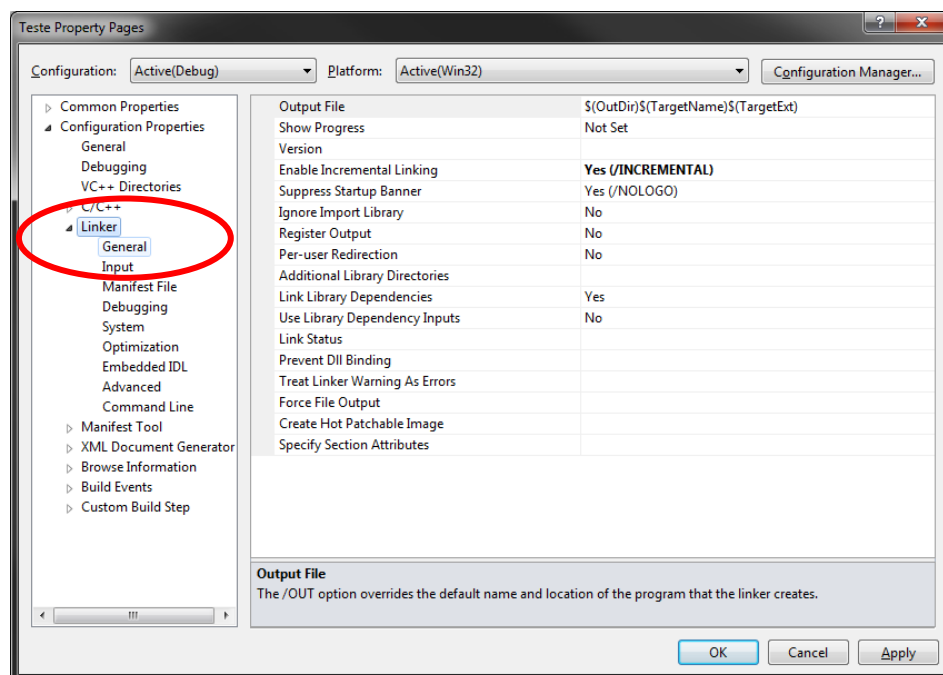 Teste Property Pages
Configuration: Active(Debug) Platform: Active(Win32) Configuration Manager...
Common Properties
Configuration Properties
General
Debugging
VC++ Directories
C/C++
Linker
General
Input
Manifest File
Debugging
System
Optimization
Embedded IDL
Advanced
Command Line
Manifest Tool
XML Document Generator
Browse Information
Build Events
Custom Build Step
Output File $(OutDir)$(TargetName)$(TargetExt)
Show Progress Not Set
Version
Enable Incremental Linking Yes (/INCREMENTAL)
Suppress Startup Banner Yes (/NOLOGO)
Ignore Import Library No
Register Output No
Per-user Redirection No
Additional Library Directories
Link Library Dependencies Yes
Use Library Dependency Inputs No
Link Status
Prevent Dll Binding
Treat Linker Warning As Errors
Force File Output
Create Hot Patchable Image
Specify Section Attributes
Output File
The /OUT option overrides the default name and location of the program that the linker creates.
OK Cancel Apply